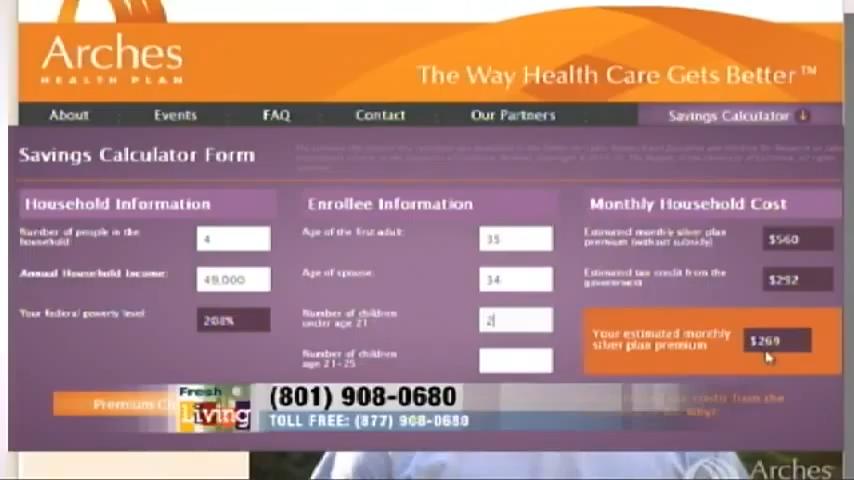 Arches
HEALTH PLAN
The Way Health Care Gets Better™
About
Events
FAQ
Contact
Our Partners
Savings Calculator
Savings Calculator Form
Household Information
Number of people in the household:
4
Annual Household Income:
49,000
Your federal poverty level:
208%
Enrollee Information
Age of the first adult:
35
Age of spouse:
34
Number of children
under age 21
2
Number of children
age 21-25
Monthly Household Cost
Estimated monthly silver plan
premium (without subsidy)
$560
Estimated tax credit from the
government
$292
Your estimated monthly
silver plan premium
$269
Premium
credit from the
Fresh
Living
(801) 908-0680
TOLL FREE: (877) 908-0680
Arches